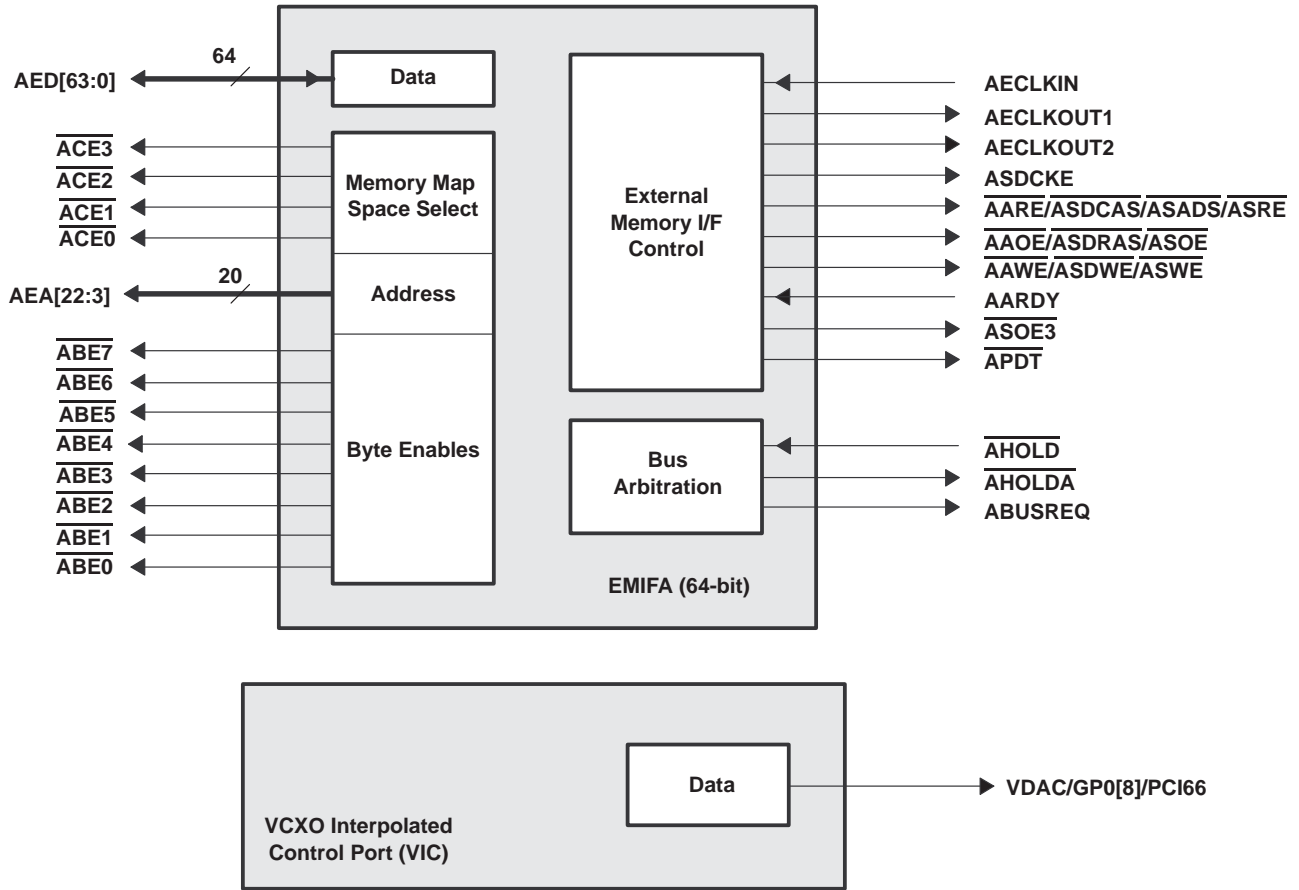 64
AED[63:0]
Data
ACE3
ACE2
ACE1
ACE0
Memory Map
Space Select
20
AEA[22:3]
Address
ABE7
ABE6
ABE5
ABE4
ABE3
ABE2
ABE1
ABE0
Byte Enables
External
Memory I/F
Control
AECLKIN
AECLKOUT1
AECLKOUT2
ASDCKE
AARE/ASDCAS/ASADS/ASRE
AAOE/ASDRAS/ASOE
AAWE/ASDWE/ASWE
AARDY
ASOE3
APDT
Bus
Arbitration
AHOLD
AHOLDA
ABUSREQ
EMIFA (64-bit)
Data
VDAC/GP0[8]/PCI66
VCXO Interpolated
Control Port (VIC)